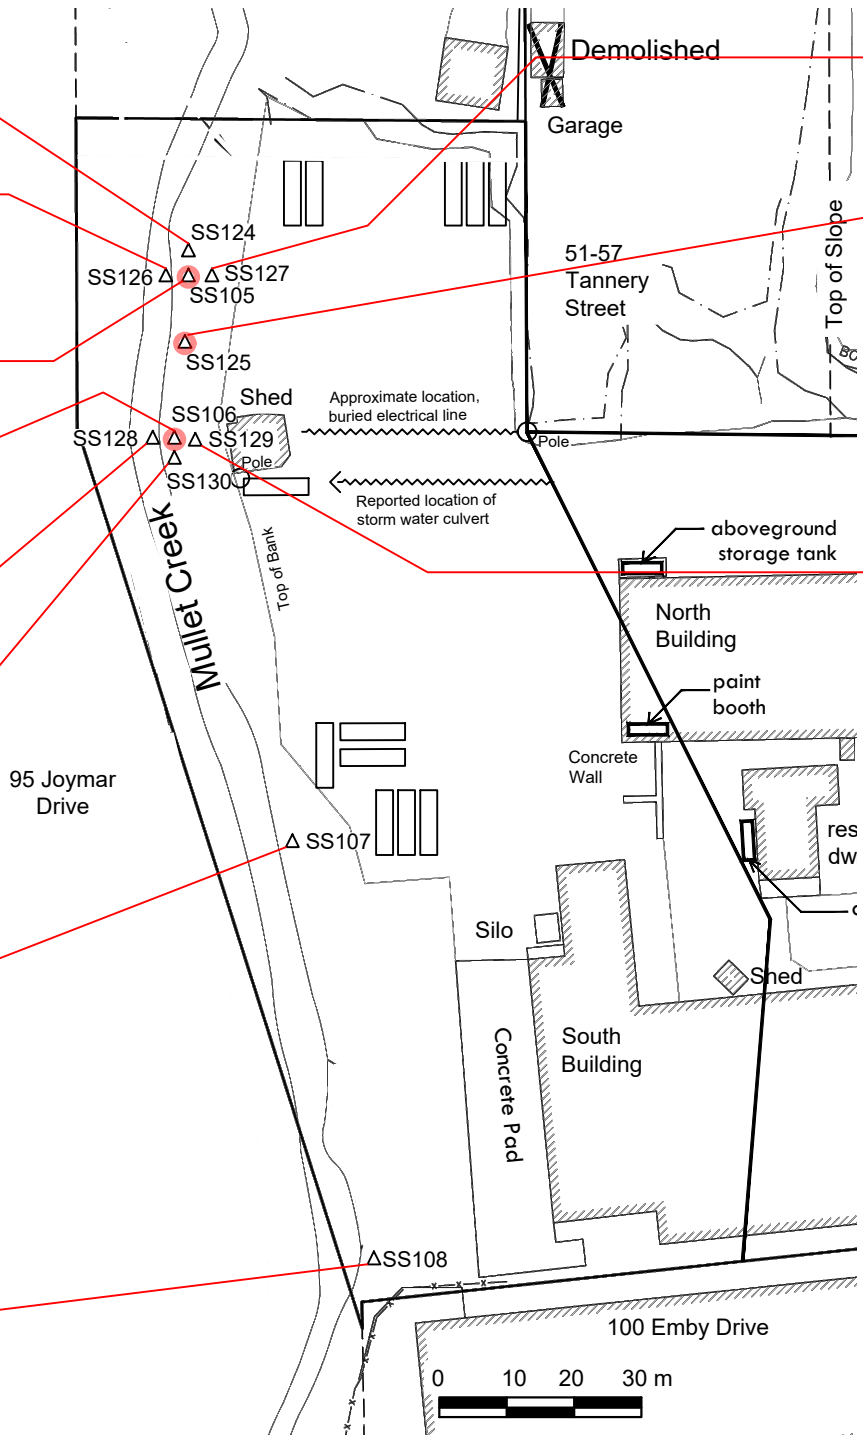 Demolished
Garage
SS124
51-57
Tannery
Street
Top of Slope
SS126
SS127
SS105
SS125
Shed
Approximate location,
buried electrical line
SS106
SS128
SS129
Pole
Pole
SS130
Reported location of
storm water culvert
Mullet Creek
Top of Bank
aboveground
storage tank
North
Building
paint
booth
Concrete
Wall
95 Joymar
Drive
SS107
res
dw
Silo
Shed
South
Building
Concrete Pad
SS108
100 Emby Drive
0 10 20 30 m